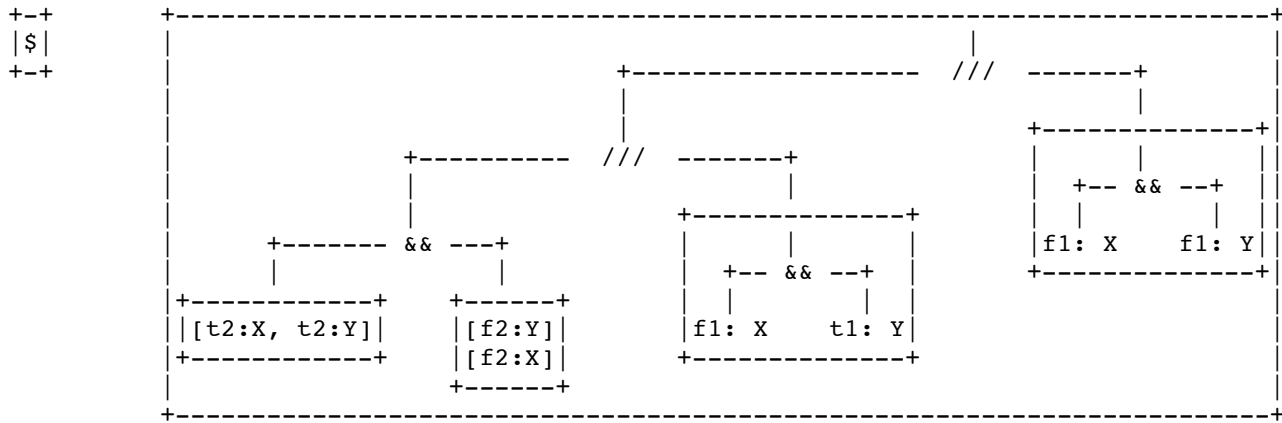 +-+ +--------------------------------------------------------------------------------+
|$| | | |
+-+ | +--------------------- /// --------+ |
| | | |
| | +----------------+ |
| +----------- /// --------+ | | | |
| | | | +-- && --+ | |
| | +----------------+ | | | | |
| +------- && ---+ | | | |f1: X f1: Y| |
| | | | +-- && --+ | +----------------+ |
|+--------------+ +------+ | | | | |
||[t2:X, t2:Y]| |[f2:Y]| |f1: X t1: Y| |
|+--------------+ |[f2:X]| +----------------+ |
| +------+ |
+--------------------------------------------------------------------------------+